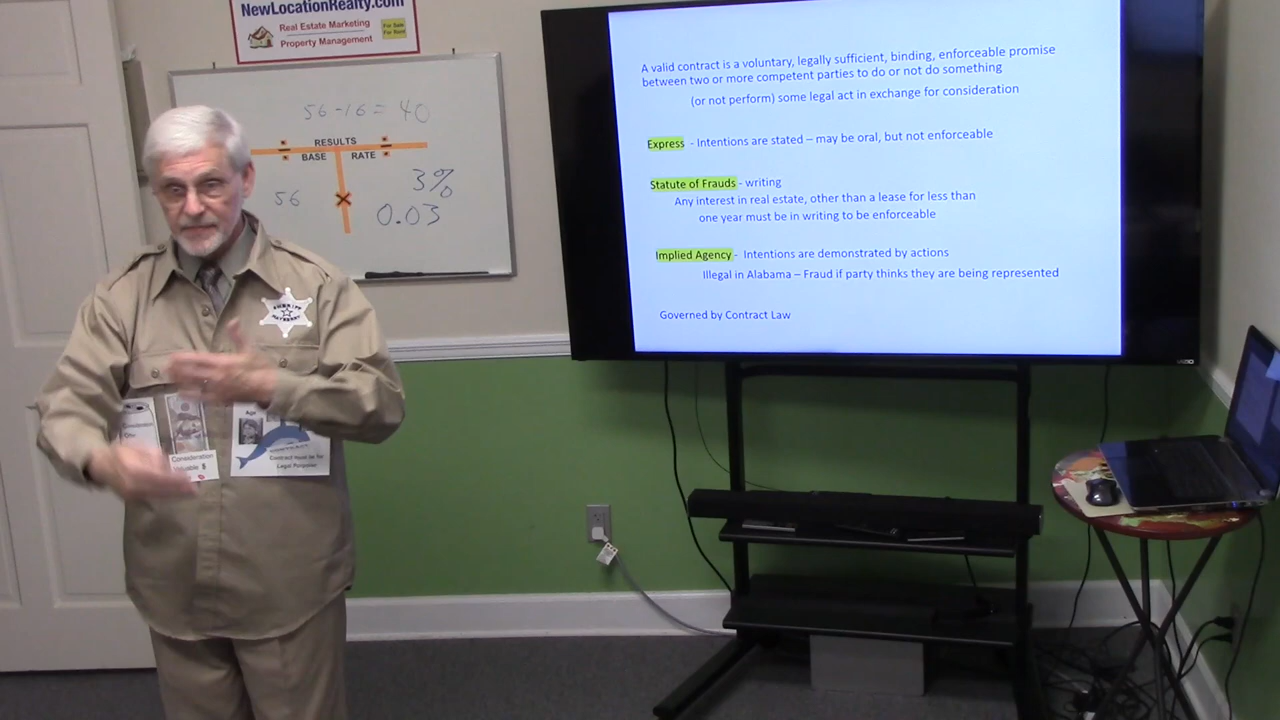 NewLocationRealty.com
Real Estate Marketing
Property Management
For Sale
For Rent
56-16=40
RESULTS
BASE RATE
56
3%
0.03
SHERIFF
Consideration
Valuable $
Age
Contract must be for
Legal
A valid contract is a voluntary, legally sufficient, binding, enforceable promise
between two or more competent parties to do or not do something
(or not perform) some legal act in exchange for consideration
Express - Intentions are stated – may be oral, but not enforceable
Statute of Frauds - writing
Any interest in real estate, other than a lease for less than
one year must be in writing to be enforceable
Implied Agency - Intentions are demonstrated by actions
Illegal in Alabama – Fraud if party thinks they are being represented
Governed by Contract Law
VIZIO